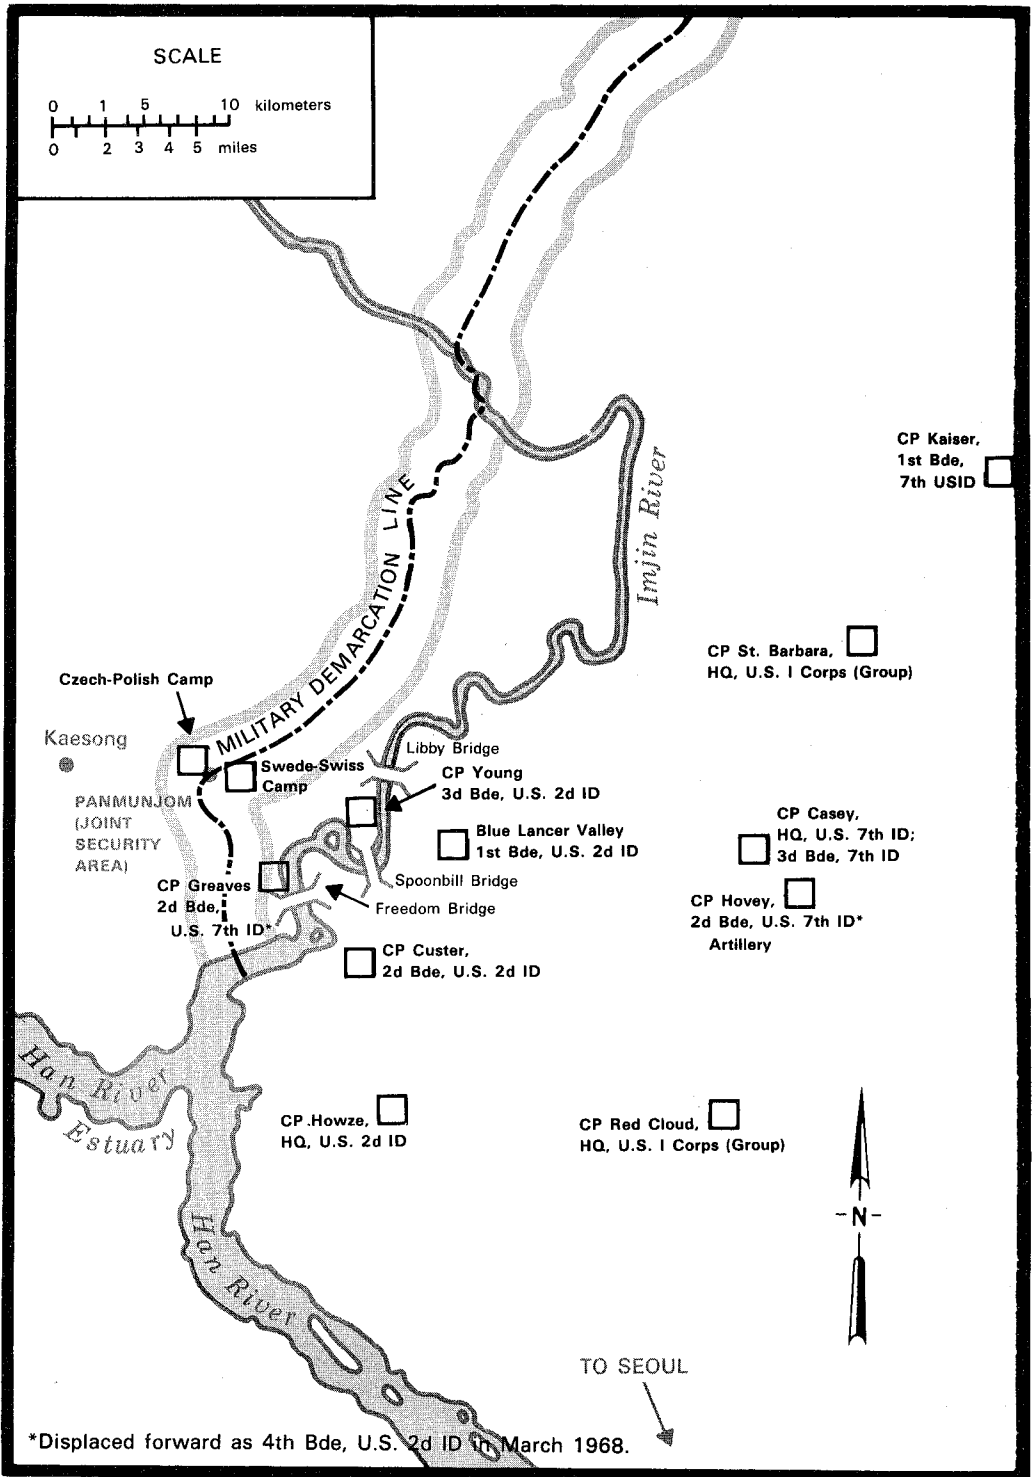 SCALE
0 1 5 10 kilometers
0 2 3 4 5 miles
CP Kaiser,
1st Bde,
7th USID
Imjin River
MILITARY DEMARCATION LINE
CP St. Barbara,
HQ, U.S. I Corps (Group)
Czech-Polish Camp
Kaesong
Libby Bridge
Swede-Swiss
Camp
CP Young
3d Bde, U.S. 2d ID
PANMUNJOM
(JOINT
SECURITY
AREA)
Blue Lancer Valley
1st Bde, U.S. 2d ID
CP Casey,
HQ, U.S. 7th ID;
3d Bde, 7th ID
CP Greaves
2d Bde,
U.S. 7th ID*
Spoonbill Bridge
Freedom Bridge
CP Hovey,
2d Bde, U.S. 7th ID*
Artillery
CP Custer,
2d Bde, U.S. 2d ID
Han River
Estuary
CP Howze,
HQ, U.S. 2d ID
CP Red Cloud,
HQ, U.S. I Corps (Group)
-N-
Han River
TO SEOUL
*Displaced forward as 4th Bde, U.S. 2d ID in March 1968.